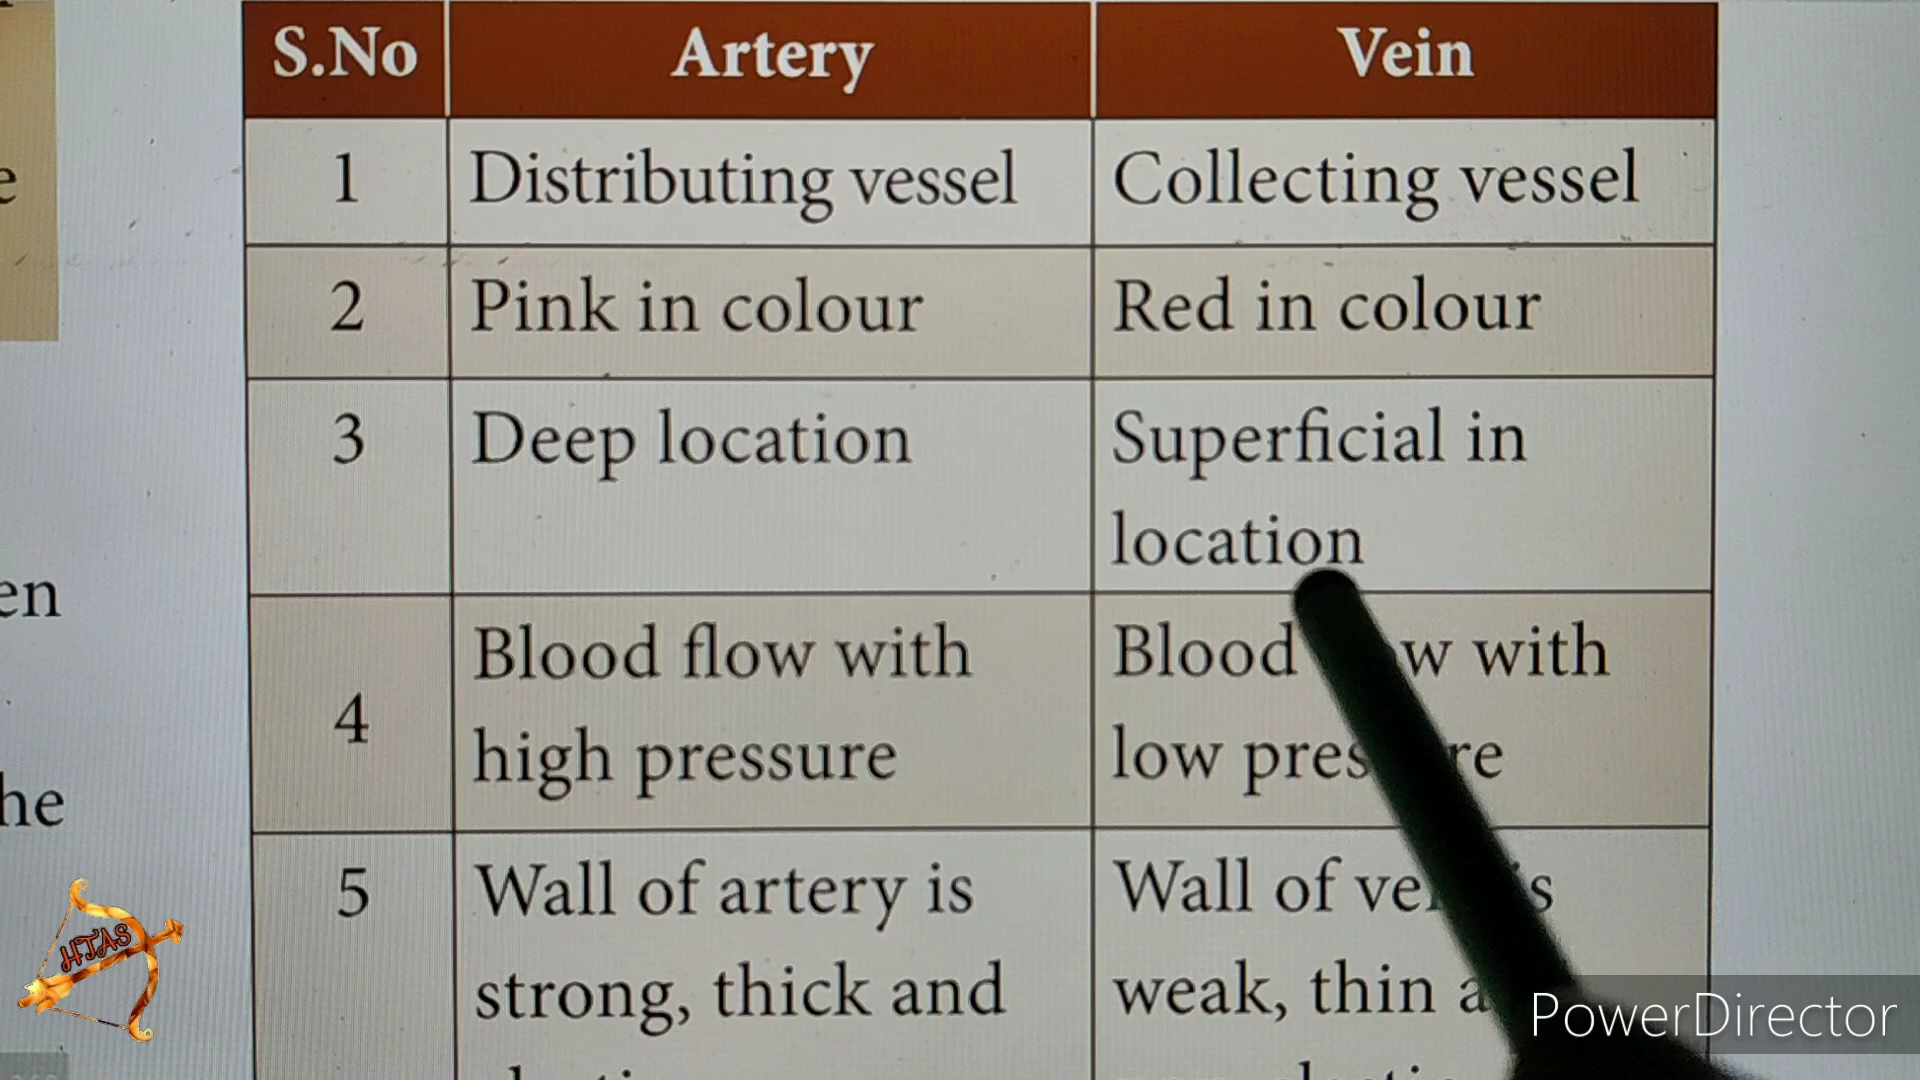 S.No Artery Vein
1 Distributing vessel Collecting vessel
2 Pink in colour Red in colour
3 Deep location Superficial in
location
4 Blood flow with Blood w with
high pressure low pres re
5 Wall of artery is Wall of ve s
strong, thick and weak, thin a
e
en
he
HTAS
PowerDirector